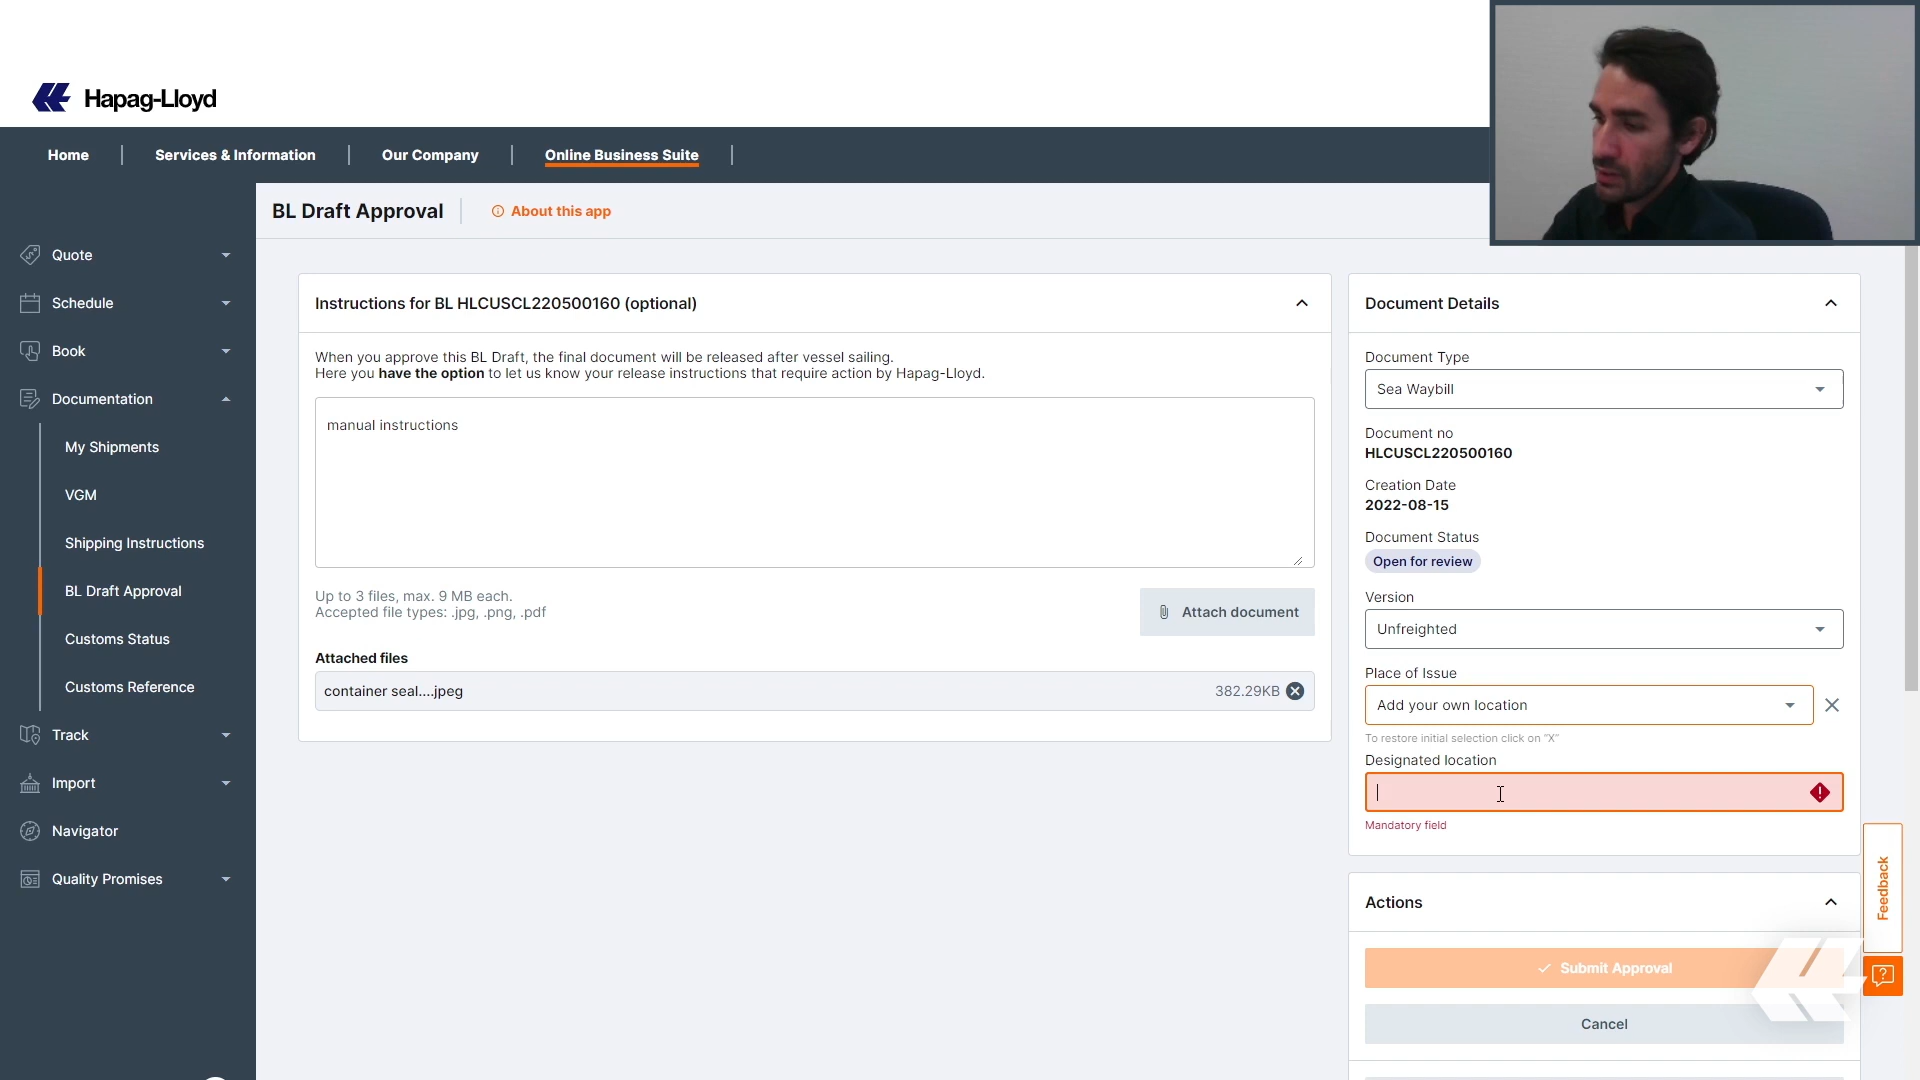 Hapag-Lloyd
Home
Services & Information
Our Company
Online Business Suite
BL Draft Approval
About this app
Quote
Schedule
Book
Documentation
My Shipments
VGM
Shipping Instructions
BL Draft Approval
Customs Status
Customs Reference
Track
Import
Navigator
Quality Promises
Instructions for BL HLCUSCL220500160 (optional)
When you approve this BL Draft, the final document will be released after vessel sailing.
Here you have the option to let us know your release instructions that require action by Hapag-Lloyd.
manual instructions
Up to 3 files, max. 9 MB each.
Accepted file types: .jpg, .png, .pdf
Attach document
Attached files
container seal....jpeg
382.29KB
Document Details
Document Type
Sea Waybill
Document no
HLCUSCL220500160
Creation Date
2022-08-15
Document Status
Open for review
Version
Unfreighted
Place of Issue
Add your own location
To restore initial selection click on "X"
Designated location
Mandatory field
Actions
Submit Approval
Cancel
Feedback